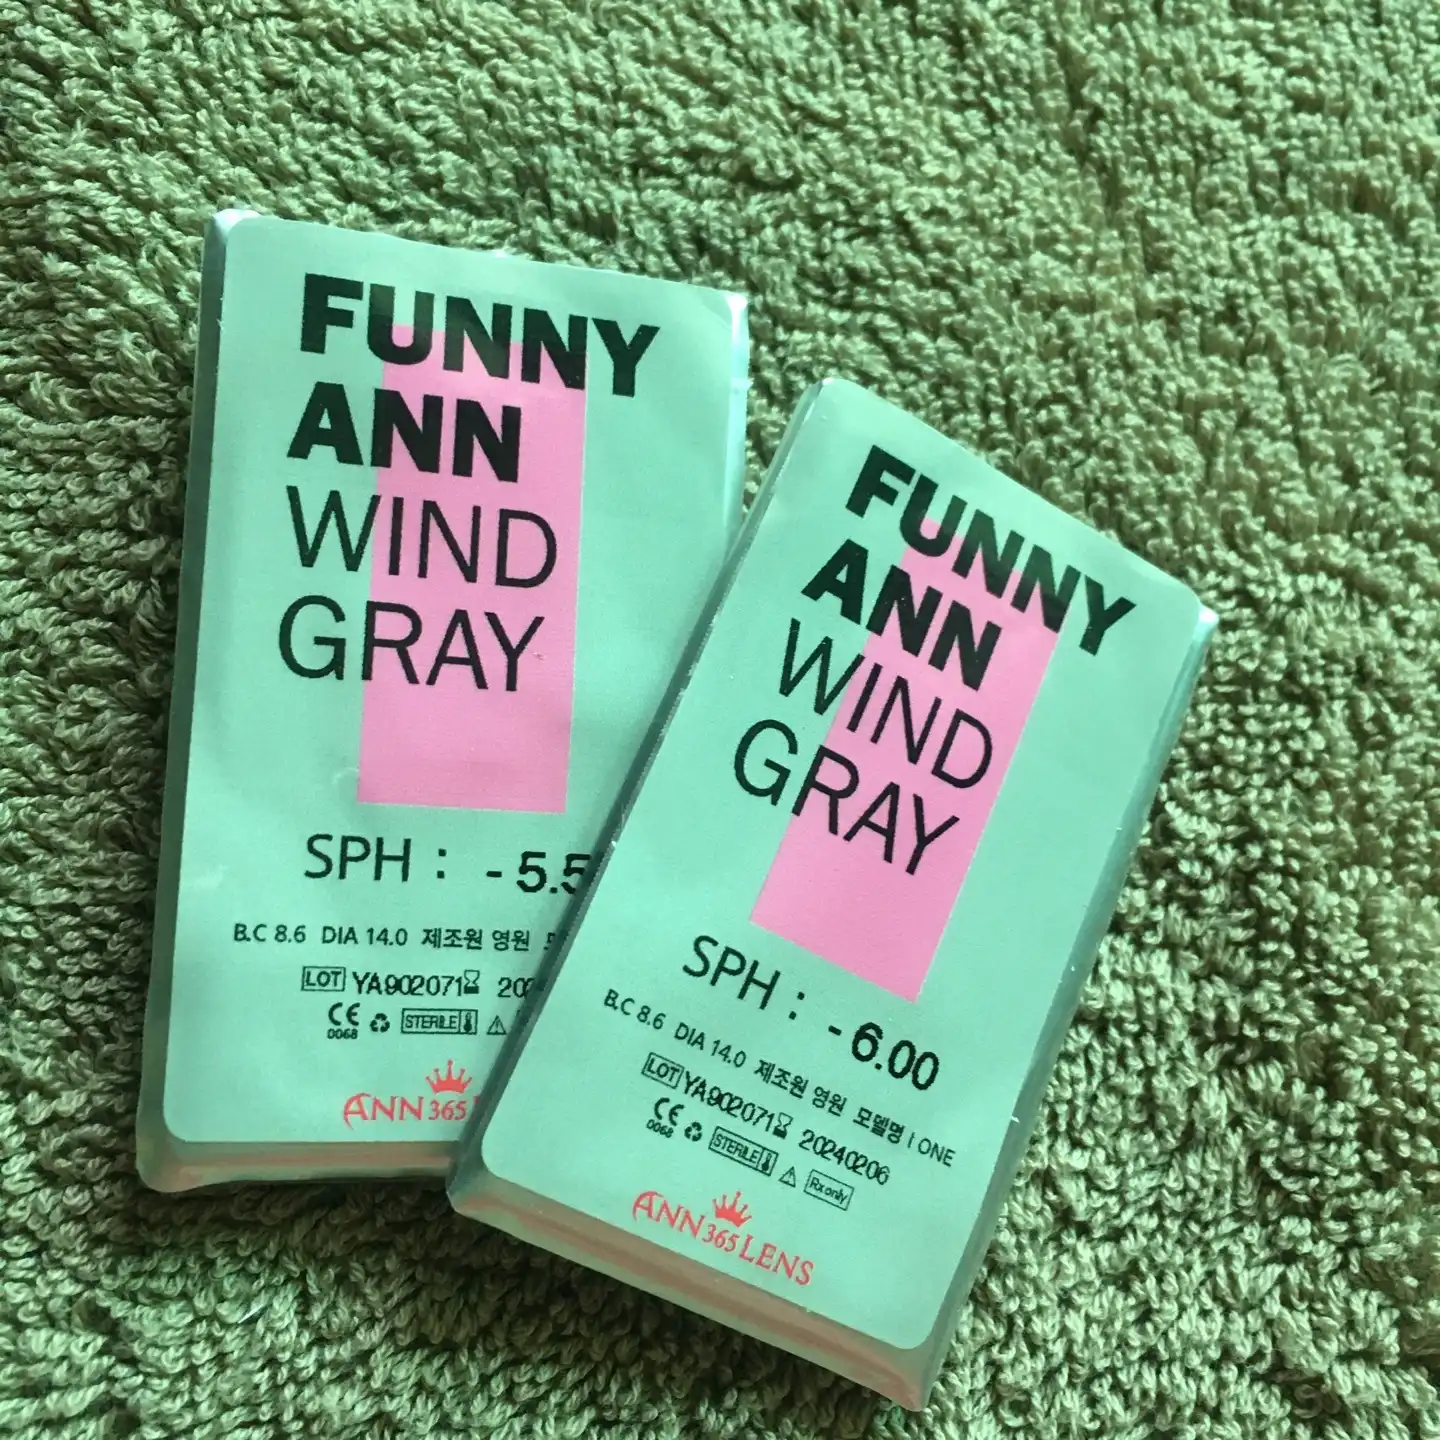 FUNNY
ANN
WIND
GRAY
SPH : - 5.5
B.C 8.6 DIA 14.0 제조원 영원
LOT YA902071 202
CE 0068 STERILE
ANN 365
FUNNY
ANN
WIND
GRAY
SPH : - 6.00
B.C 8.6 DIA 14.0 제조원 영원 모델명 I ONE
LOT YA902071 20240206
CE 0068 STERILE Rx only
ANN 365 LENS